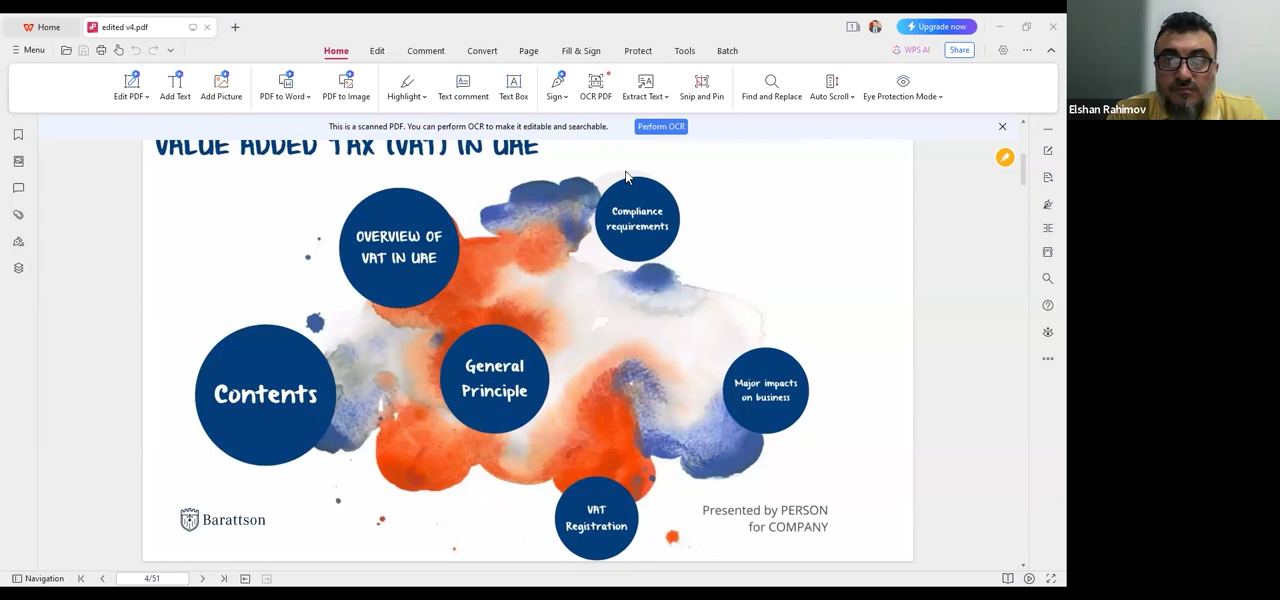 Home
edited v4.pdf
Upgrade now
Menu
Home
Edit
Comment
Convert
Page
Fill & Sign
Protect
Tools
Batch
WPS AI
Share
Edit PDF
Add Text
Add Picture
PDF to Word
PDF to Image
Highlight
Text comment
Text Box
Sign
OCR PDF
Extract Text
Snip and Pin
Find and Replace
Auto Scroll
Eye Protection Mode
Elshan Rahimov
This is a scanned PDF. You can perform OCR to make it editable and searchable.
Perform OCR
VALUE ADDED TAX (VAT) IN UAE
Compliance
requirements
OVERVIEW OF
VAT IN UAE
General
Principle
Contents
Major impacts
on business
VAT
Registration
Barattson
Presented by PERSON
for COMPANY
Navigation
4/51